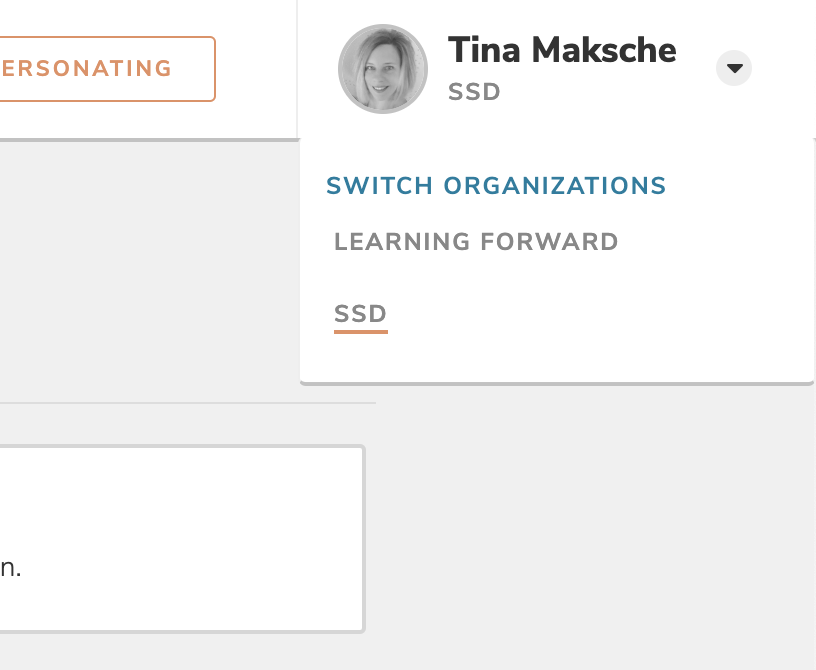 ERSONATING
Tina Maksche
SSD
SWITCH ORGANIZATIONS
LEARNING FORWARD
SSD
n.